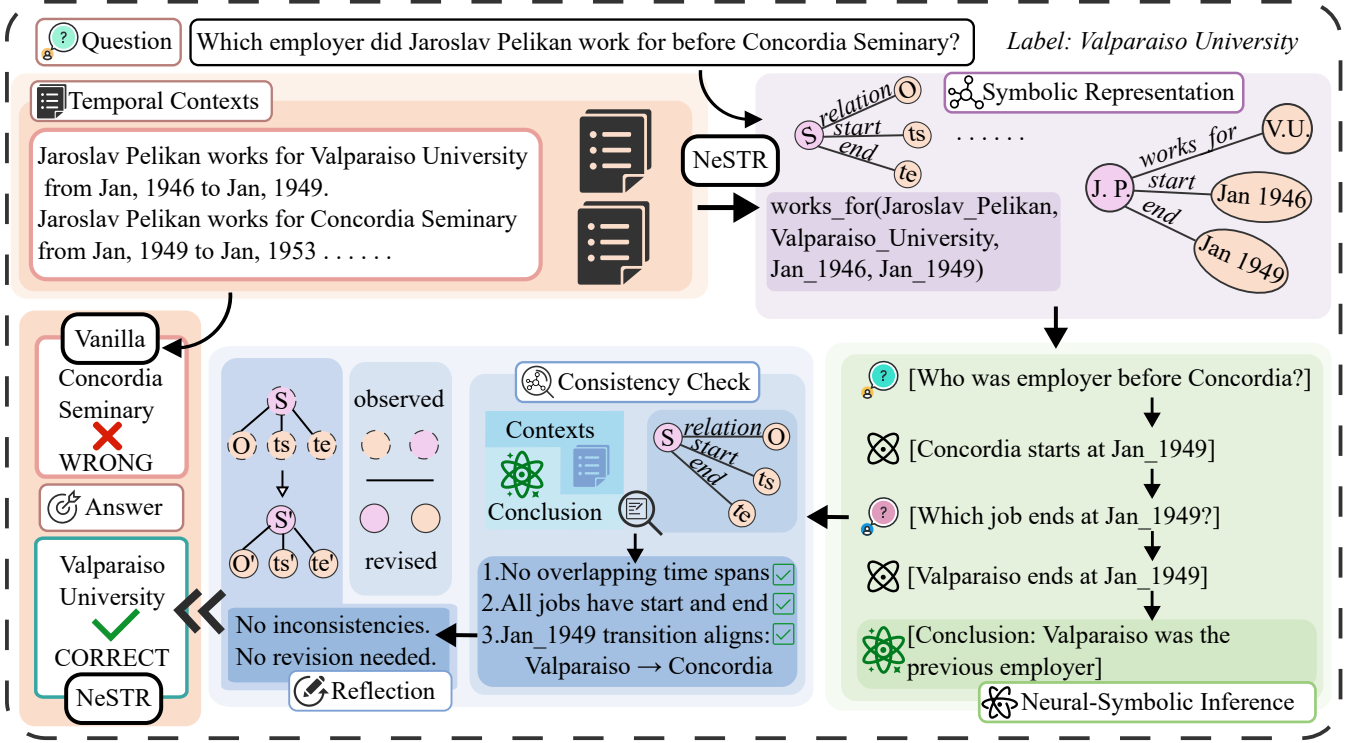 Question
Which employer did Jaroslav Pelikan work for before Concordia Seminary?
Label: Valparaiso University
Temporal Contexts
Jaroslav Pelikan works for Valparaiso University
from Jan, 1946 to Jan, 1949.
Jaroslav Pelikan works for Concordia Seminary
from Jan, 1949 to Jan, 1953 . . . . . .
NeSTR
Symbolic Representation
S
relation
O
start
ts
end
te
. . . . . .
J. P.
works for
V.U.
start
Jan 1946
end
Jan 1949
works_for(Jaroslav_Pelikan,
Valparaiso_University,
Jan_1946, Jan_1949)
? [Who was employer before Concordia?]
[Concordia starts at Jan_1949]
? [Which job ends at Jan_1949?]
[Valparaiso ends at Jan_1949]
[Conclusion: Valparaiso was the
previous employer]
Neural-Symbolic Inference
Consistency Check
Contexts
Conclusion
S
relation
O
start
ts
end
te
1.No overlapping time spans
2.All jobs have start and end
3.Jan_1949 transition aligns:
Valparaiso → Concordia
observed
revised
S
O ts te
S'
O' ts' te'
No inconsistencies.
No revision needed.
Reflection
Vanilla
Concordia
Seminary
WRONG
Answer
Valparaiso
University
CORRECT
NeSTR